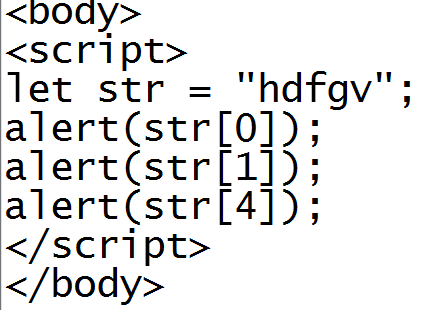 <body>
<script>
let str = "hdfgv";
alert(str[0]);
alert(str[1]);
alert(str[4]);
</script>
</body>